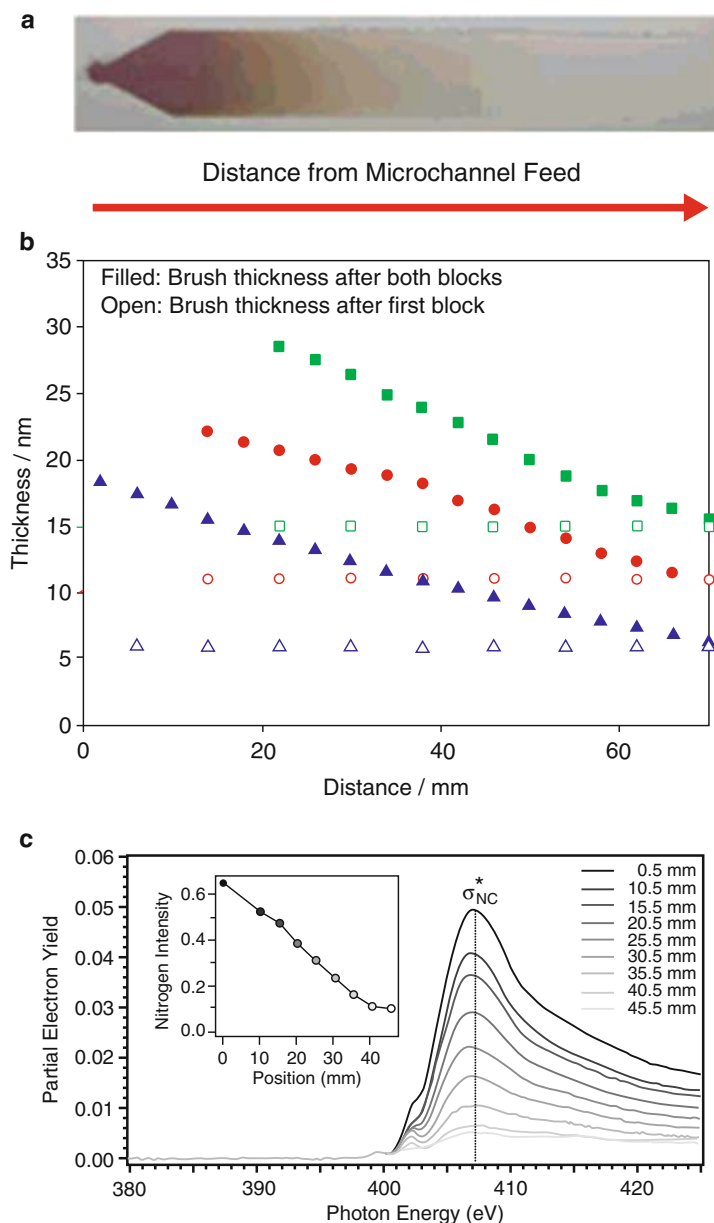 a
Distance from Microchannel Feed
b
Filled: Brush thickness after both blocks
Open: Brush thickness after first block
35
30
25
20
15
10
5
0
Thickness / nm
0 20 40 60
Distance / mm
c
0.06
0.05
0.04
0.03
0.02
0.01
0.00
Partial Electron Yield
0.6
0.4
0.2
0.0
Nitrogen Intensity
0 10 20 30 40
Position (mm)
σ*NC
0.5 mm
10.5 mm
15.5 mm
20.5 mm
25.5 mm
30.5 mm
35.5 mm
40.5 mm
45.5 mm
380 390 400 410 420
Photon Energy (eV)